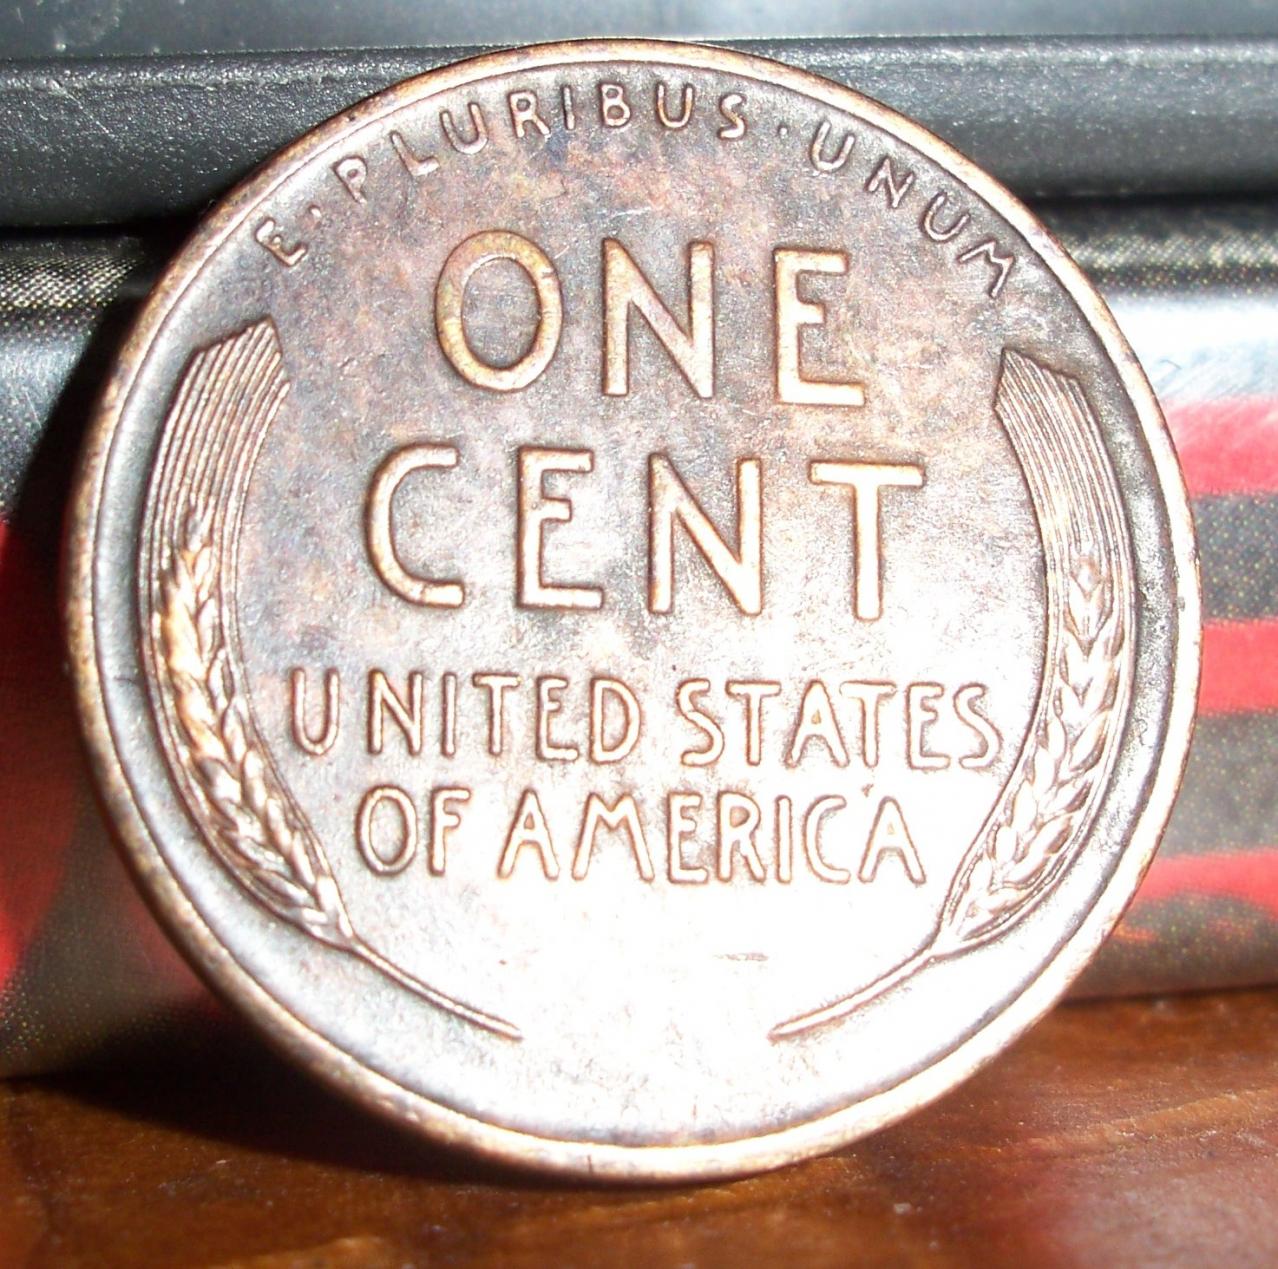 E·PLURIBUS·UNUM
ONE
CENT
UNITED STATES
OF AMERICA